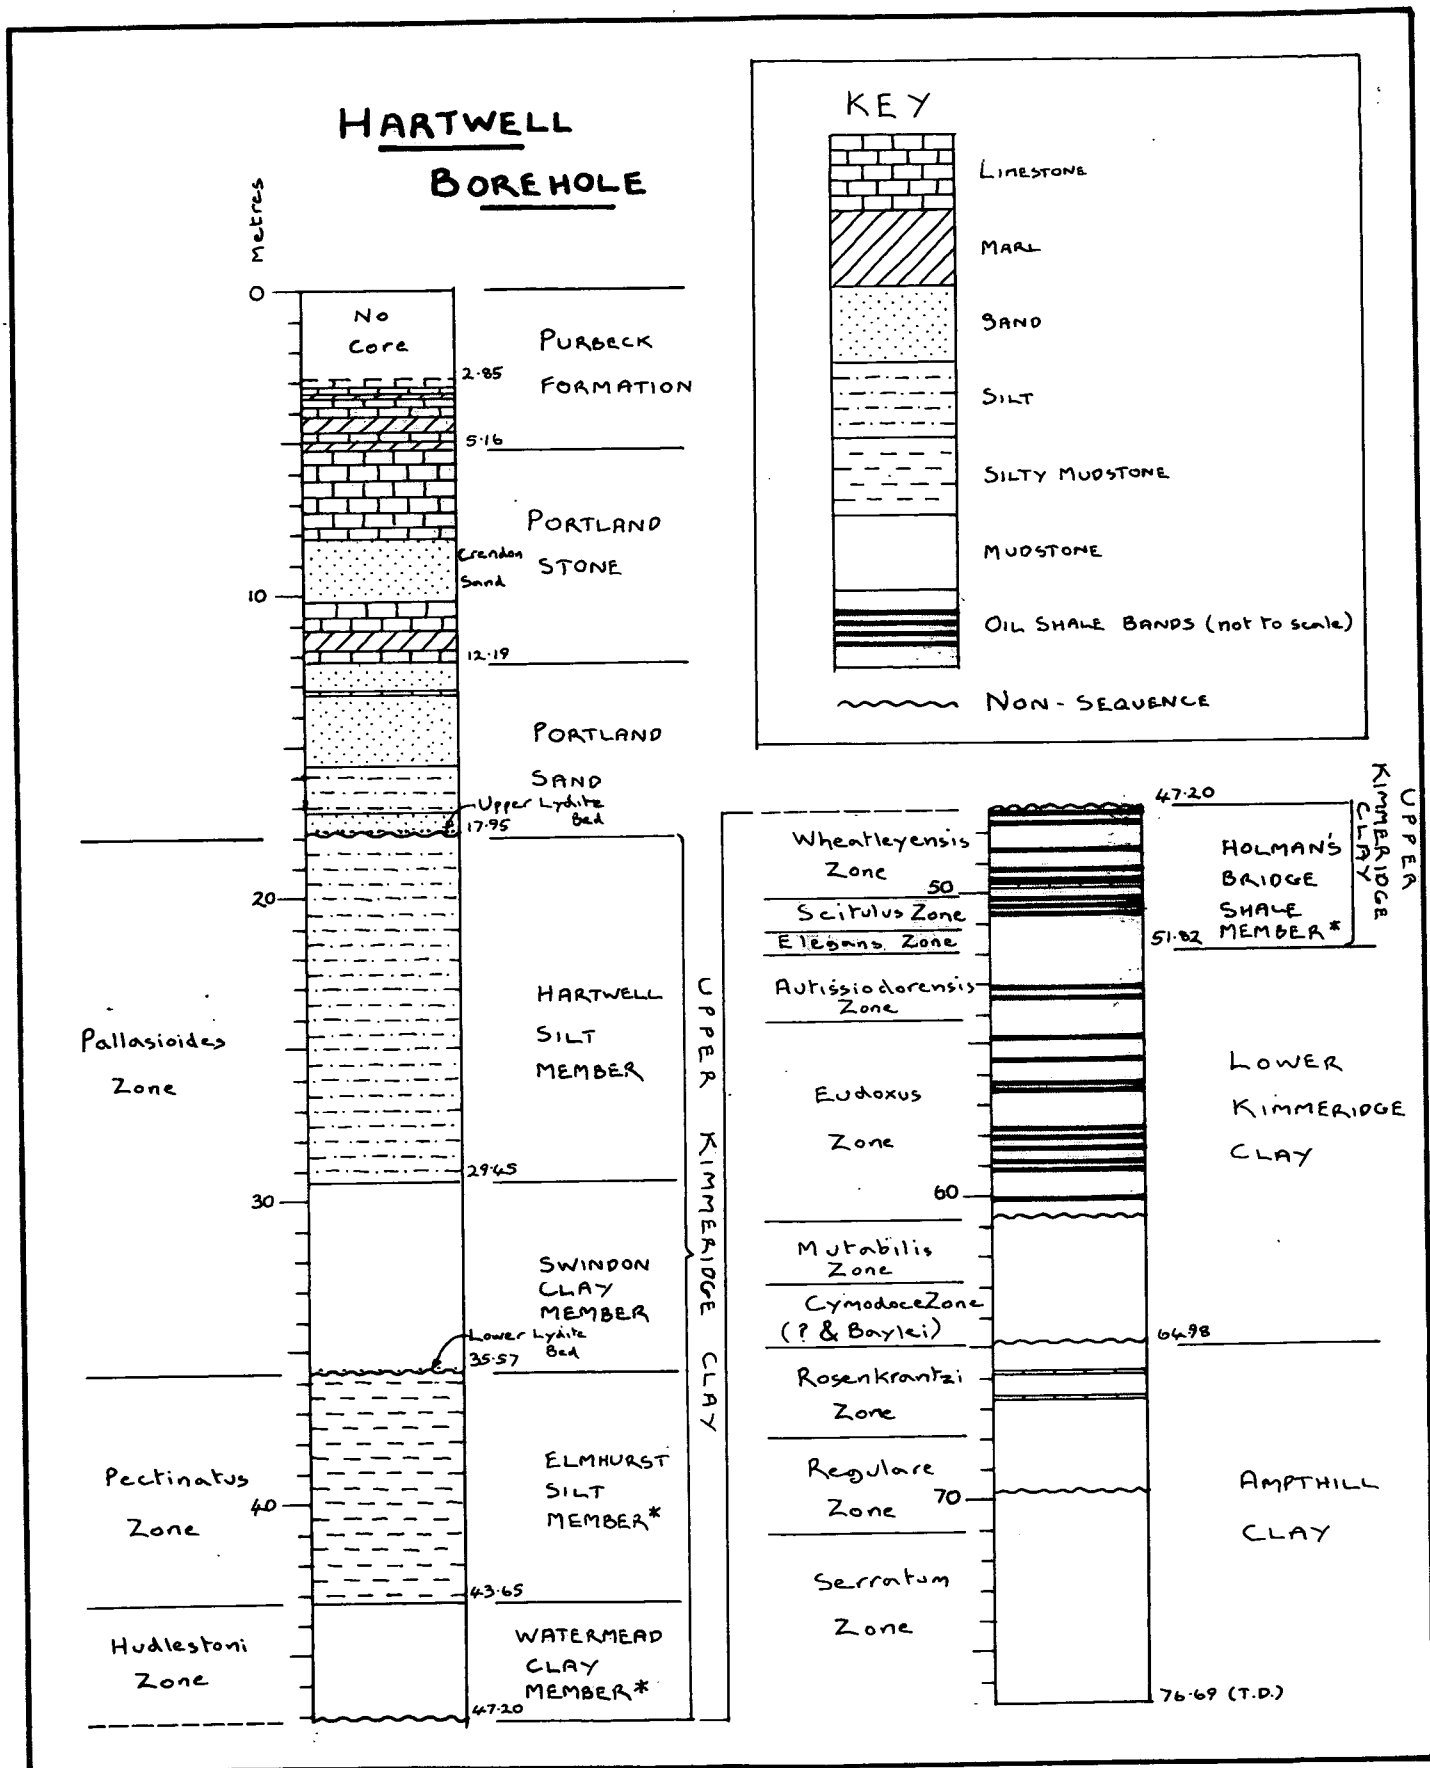 HARTWELL
BOREHOLE
Metres
0
10
20
30
40
No
Core
2.85
5.16
Crendon
Sand
12.19
Upper Lydite
Bed
17.95
29.45
Lower Lydite
Bed
35.57
43.65
47.20
PURBECK
FORMATION
PORTLAND
STONE
PORTLAND
SAND
HARTWELL
SILT
MEMBER
SWINDON
CLAY
MEMBER
ELMHURST
SILT
MEMBER*
WATERMEAD
CLAY
MEMBER*
Pallasioides
Zone
Pectinatus
Zone
Hudlestoni
Zone
UPPER KIMMERIDGE CLAY
KEY
LIMESTONE
MARL
SAND
SILT
SILTY MUDSTONE
MUDSTONE
OIL SHALE BANDS (not to scale)
NON-SEQUENCE
Wheatleyensis
Zone
50
Scitulus Zone
Elegans Zone
Autissiodorensis
Zone
Eudoxus
Zone
60
Mutabilis
Zone
Cymodoce Zone
(? & Baylei)
Rosenkrantzi
Zone
Regulare
Zone
70
Serratum
Zone
47.20
HOLMAN'S
BRIDGE
SHALE
MEMBER*
51.82
UPPER
KIMMERIDGE
CLAY
LOWER
KIMMERIDGE
CLAY
64.98
AMPTHILL
CLAY
76.69 (T.D.)